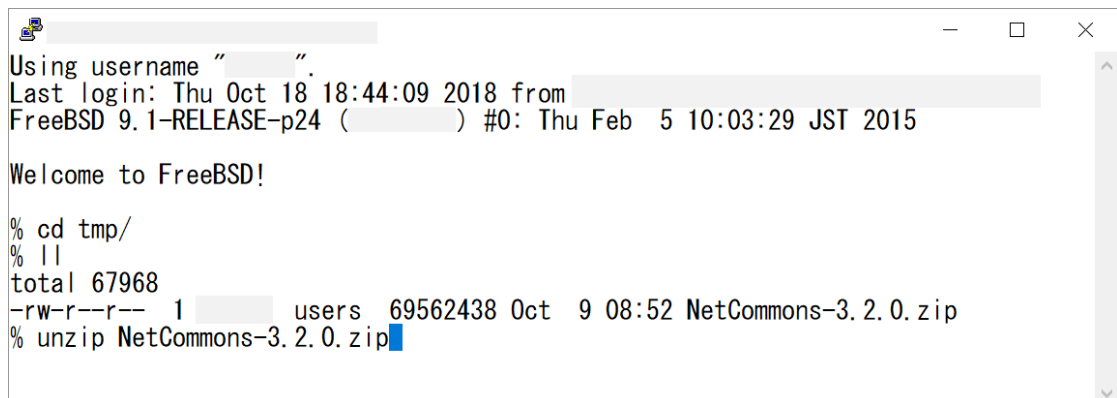 Using username "      ".
Last login: Thu Oct 18 18:44:09 2018 from
FreeBSD 9.1-RELEASE-p24 (        ) #0: Thu Feb  5 10:03:29 JST 2015
Welcome to FreeBSD!
% cd tmp/
% ll
total 67968
-rw-r--r--  1       users  69562438 Oct  9 08:52 NetCommons-3.2.0.zip
% unzip NetCommons-3.2.0.zip